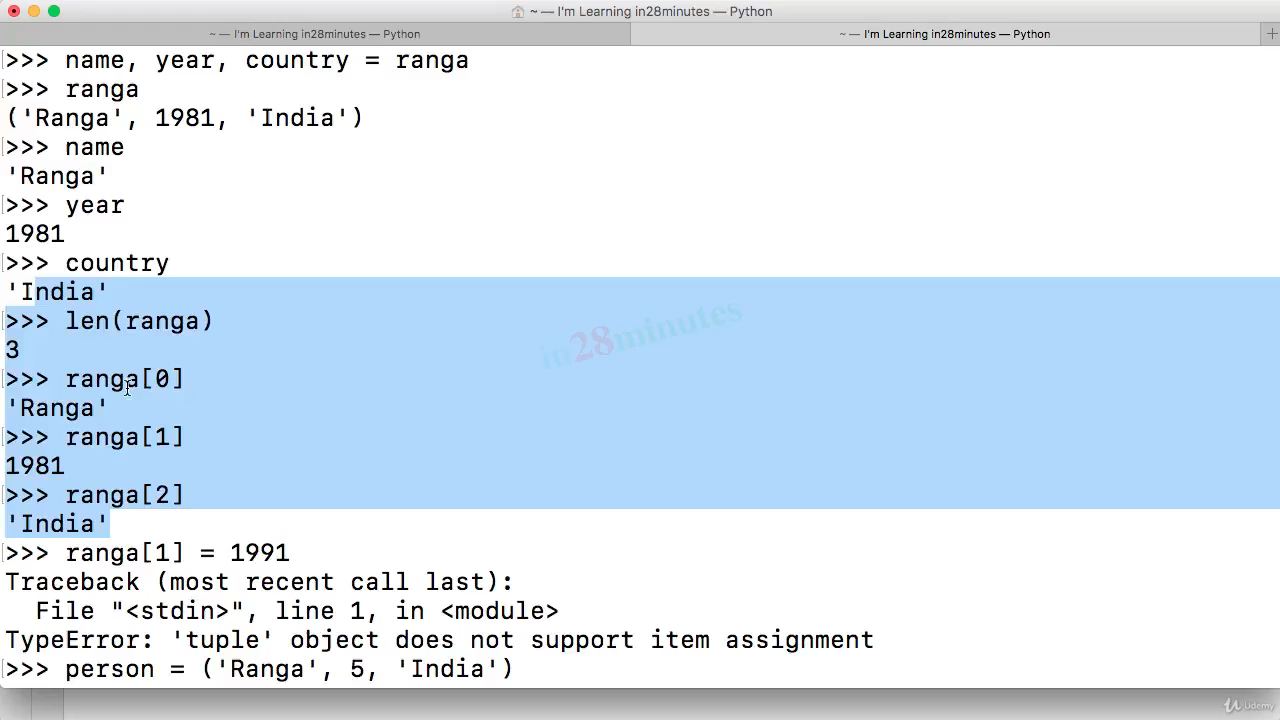 ~ — I'm Learning in28minutes — Python
~ — I'm Learning in28minutes — Python
~ — I'm Learning in28minutes — Python
>>> name, year, country = ranga
>>> ranga
('Ranga', 1981, 'India')
>>> name
'Ranga'
>>> year
1981
>>> country
'India'
>>> len(ranga)
3
>>> ranga[0]
'Ranga'
>>> ranga[1]
1981
>>> ranga[2]
'India'
>>> ranga[1] = 1991
Traceback (most recent call last):
  File "<stdin>", line 1, in <module>
TypeError: 'tuple' object does not support item assignment
>>> person = ('Ranga', 5, 'India')
in28minutes
Udemy